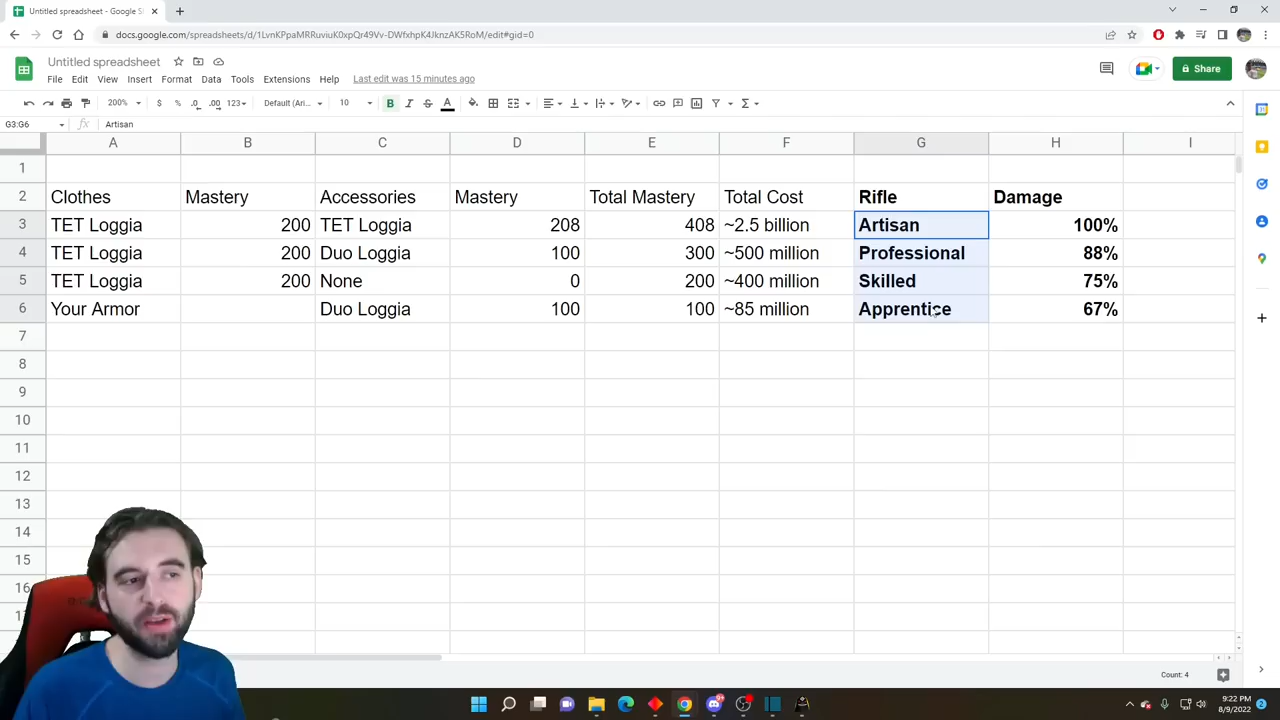 Untitled spreadsheet - Google S
docs.google.com/spreadsheets/d/1LvnKPpaMRRuviuK0xpQr49Vv-DWfxhpK4JknzAK5RoM/edit#gid=0
Untitled spreadsheet
File Edit View Insert Format Data Tools Extensions Help Last edit was 15 minutes ago
Share
200% $ % .0 .00 123 Default (Ari... 10 B I S A
G3:G6 fx Artisan
A B C D E F G H I
1
2 Clothes Mastery Accessories Mastery Total Mastery Total Cost Rifle Damage
3 TET Loggia 200 TET Loggia 208 408 ~2.5 billion Artisan 100%
4 TET Loggia 200 Duo Loggia 100 300 ~500 million Professional 88%
5 TET Loggia 200 None 0 200 ~400 million Skilled 75%
6 Your Armor Duo Loggia 100 100 ~85 million Apprentice 67%
7
8
9
10
11
12
13
14
15
16
Count: 4
9:22 PM
8/9/2022